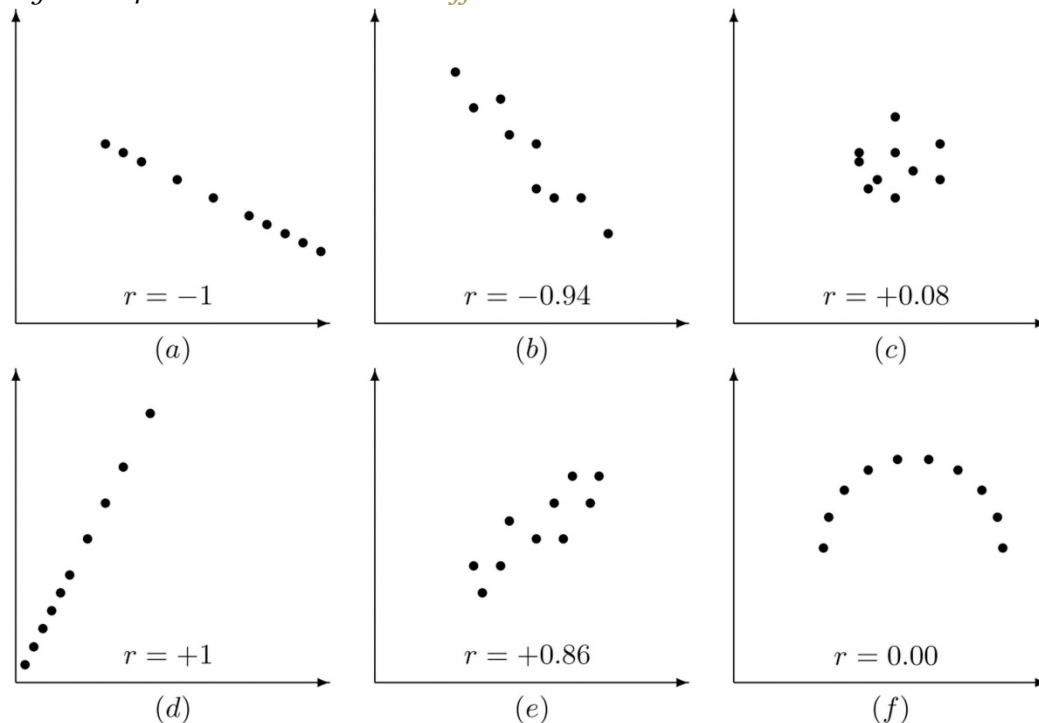 r = −1
r = −0.94
r = +0.08
(a)
(b)
(c)
r = +1
r = +0.86
r = 0.00
(d)
(e)
(f)